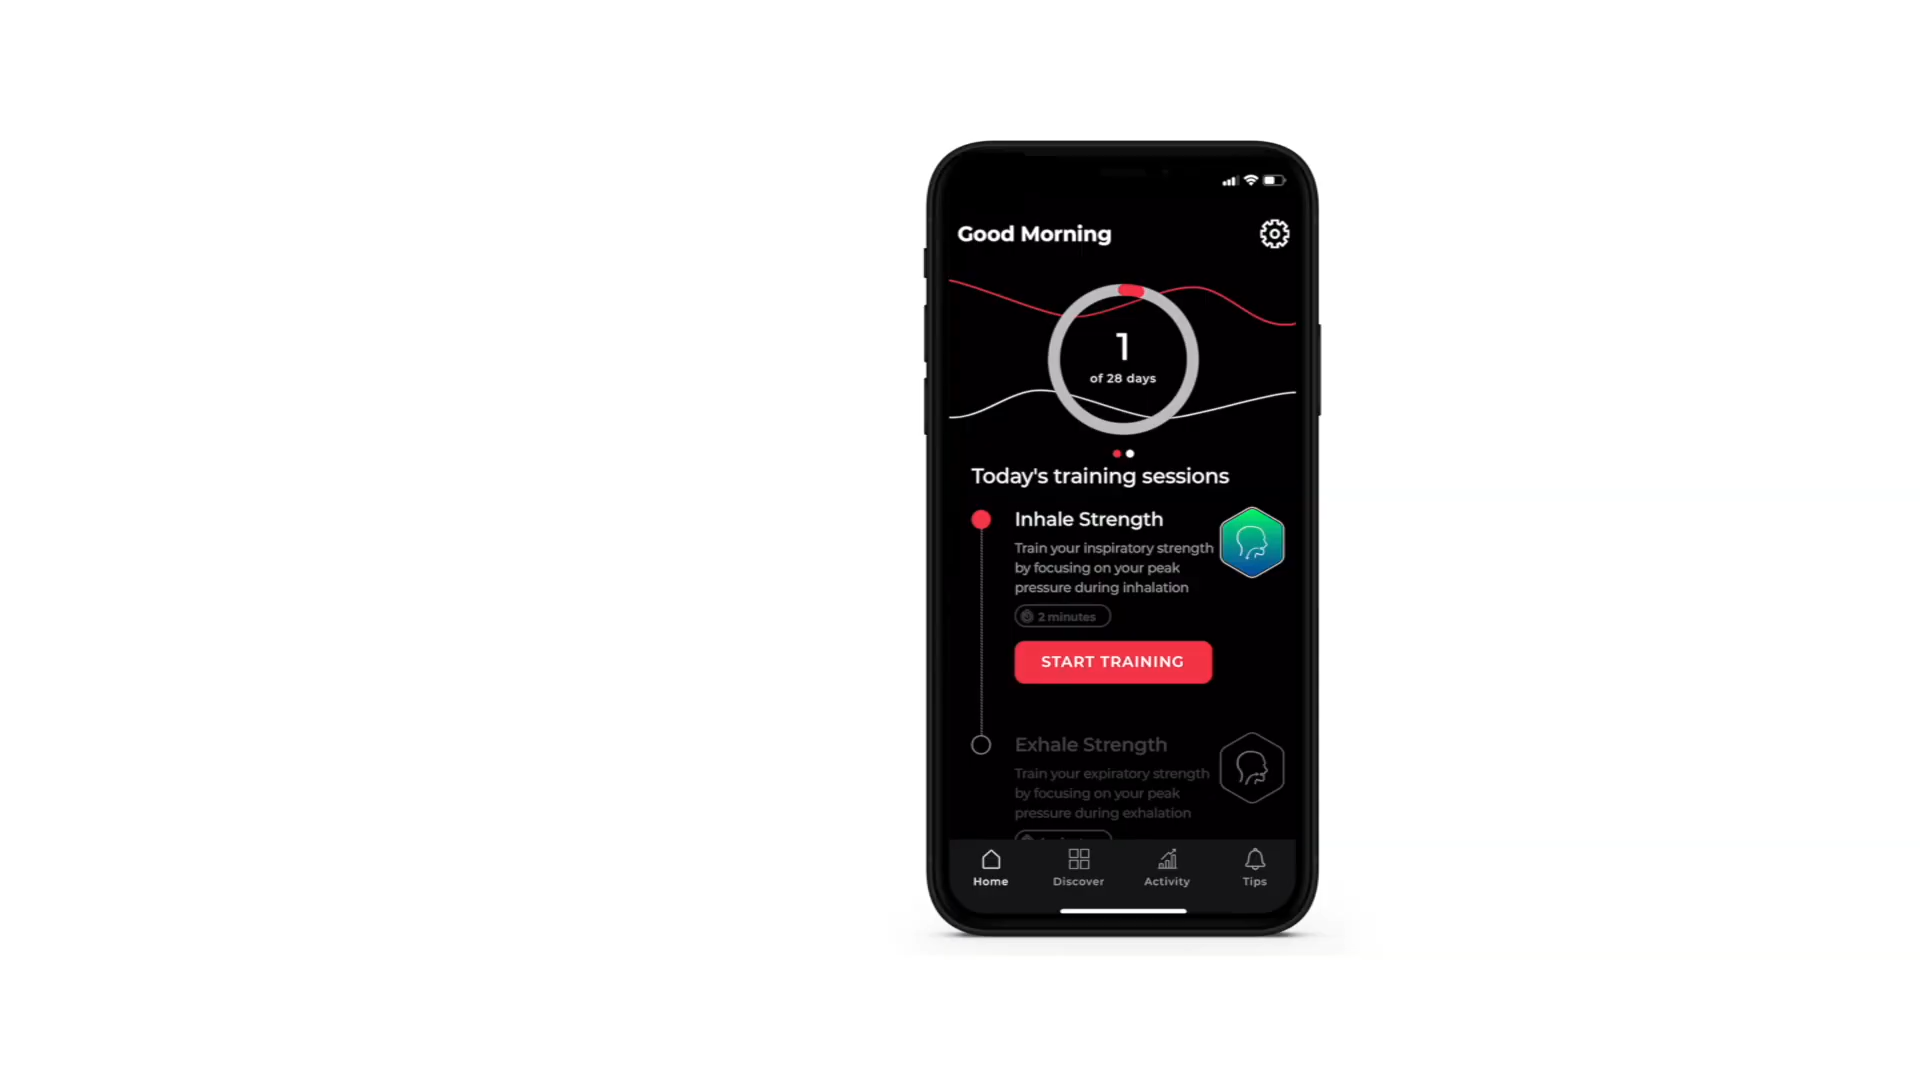 Good Morning
1
of 28 days
Today's training sessions
Inhale Strength
Train your inspiratory strength
by focusing on your peak
pressure during inhalation
2 minutes
START TRAINING
Exhale Strength
Train your expiratory strength
by focusing on your peak
pressure during exhalation
Home
Discover
Activity
Tips